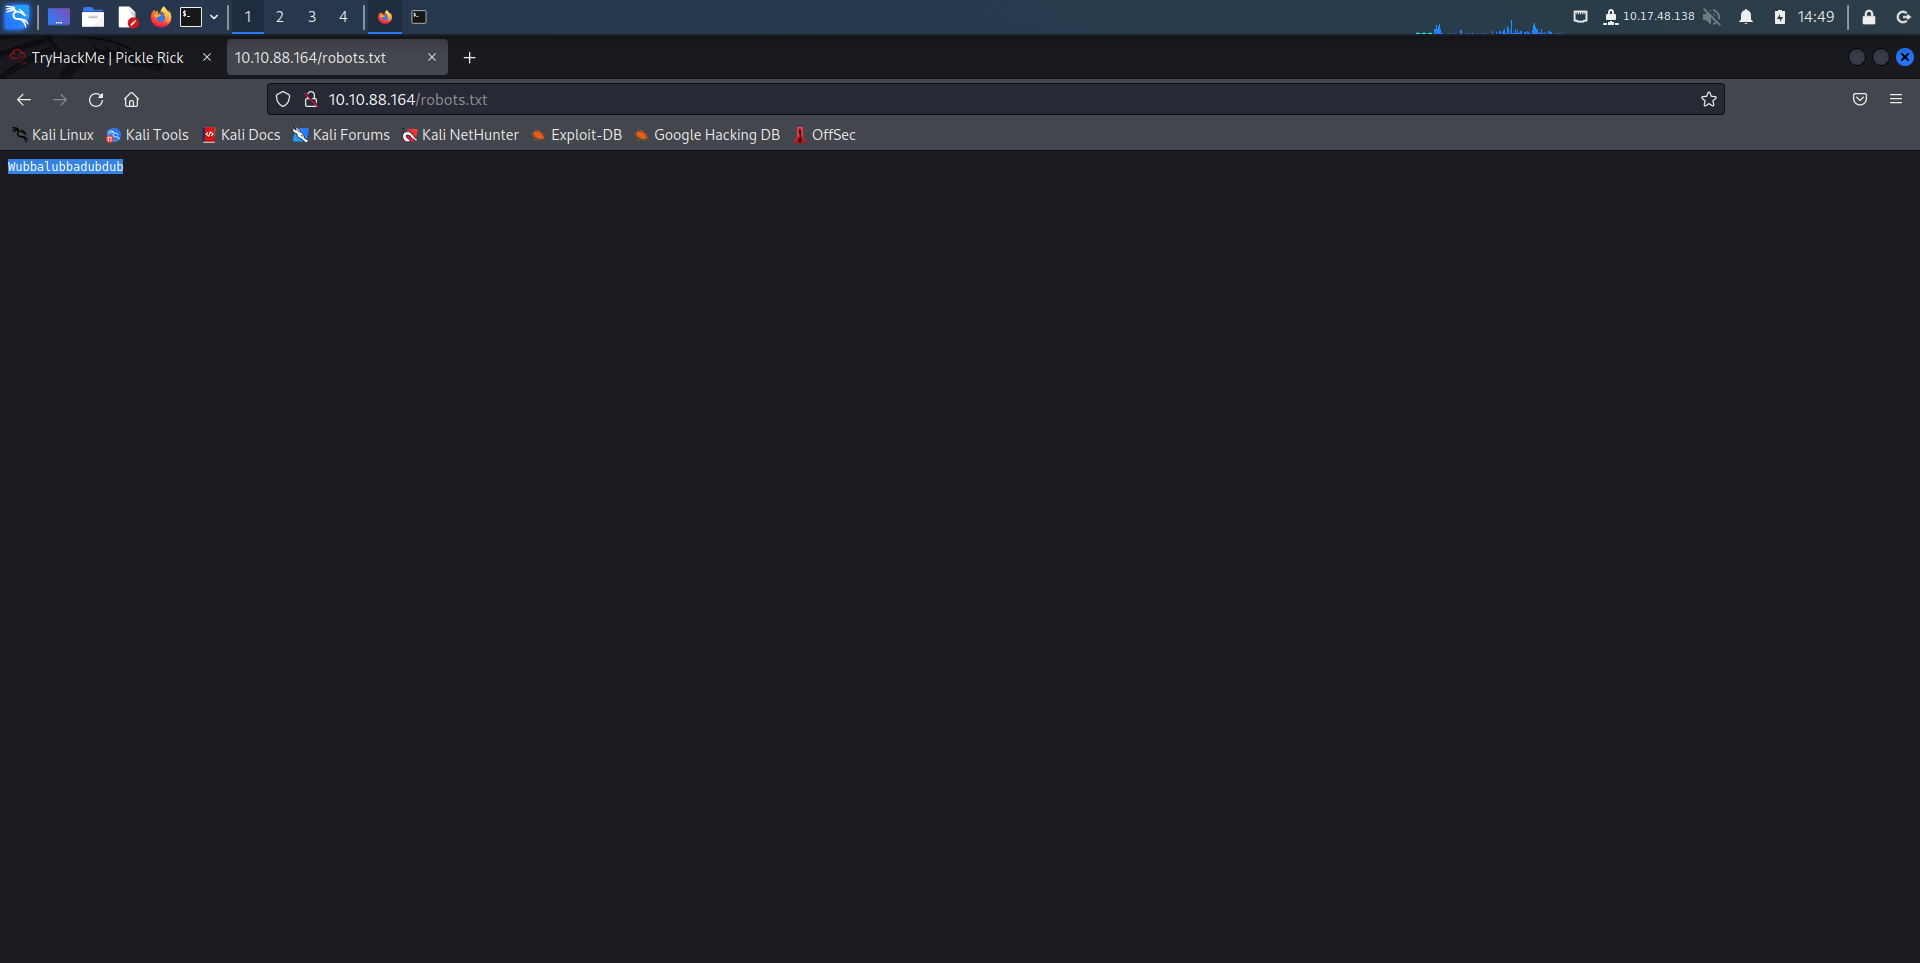 1 2 3 4 10.17.48.138 14:49
TryHackMe | Pickle Rick 10.10.88.164/robots.txt
10.10.88.164/robots.txt
Kali Linux Kali Tools Kali Docs Kali Forums Kali NetHunter Exploit-DB Google Hacking DB OffSec
Wubbalubbadubdub